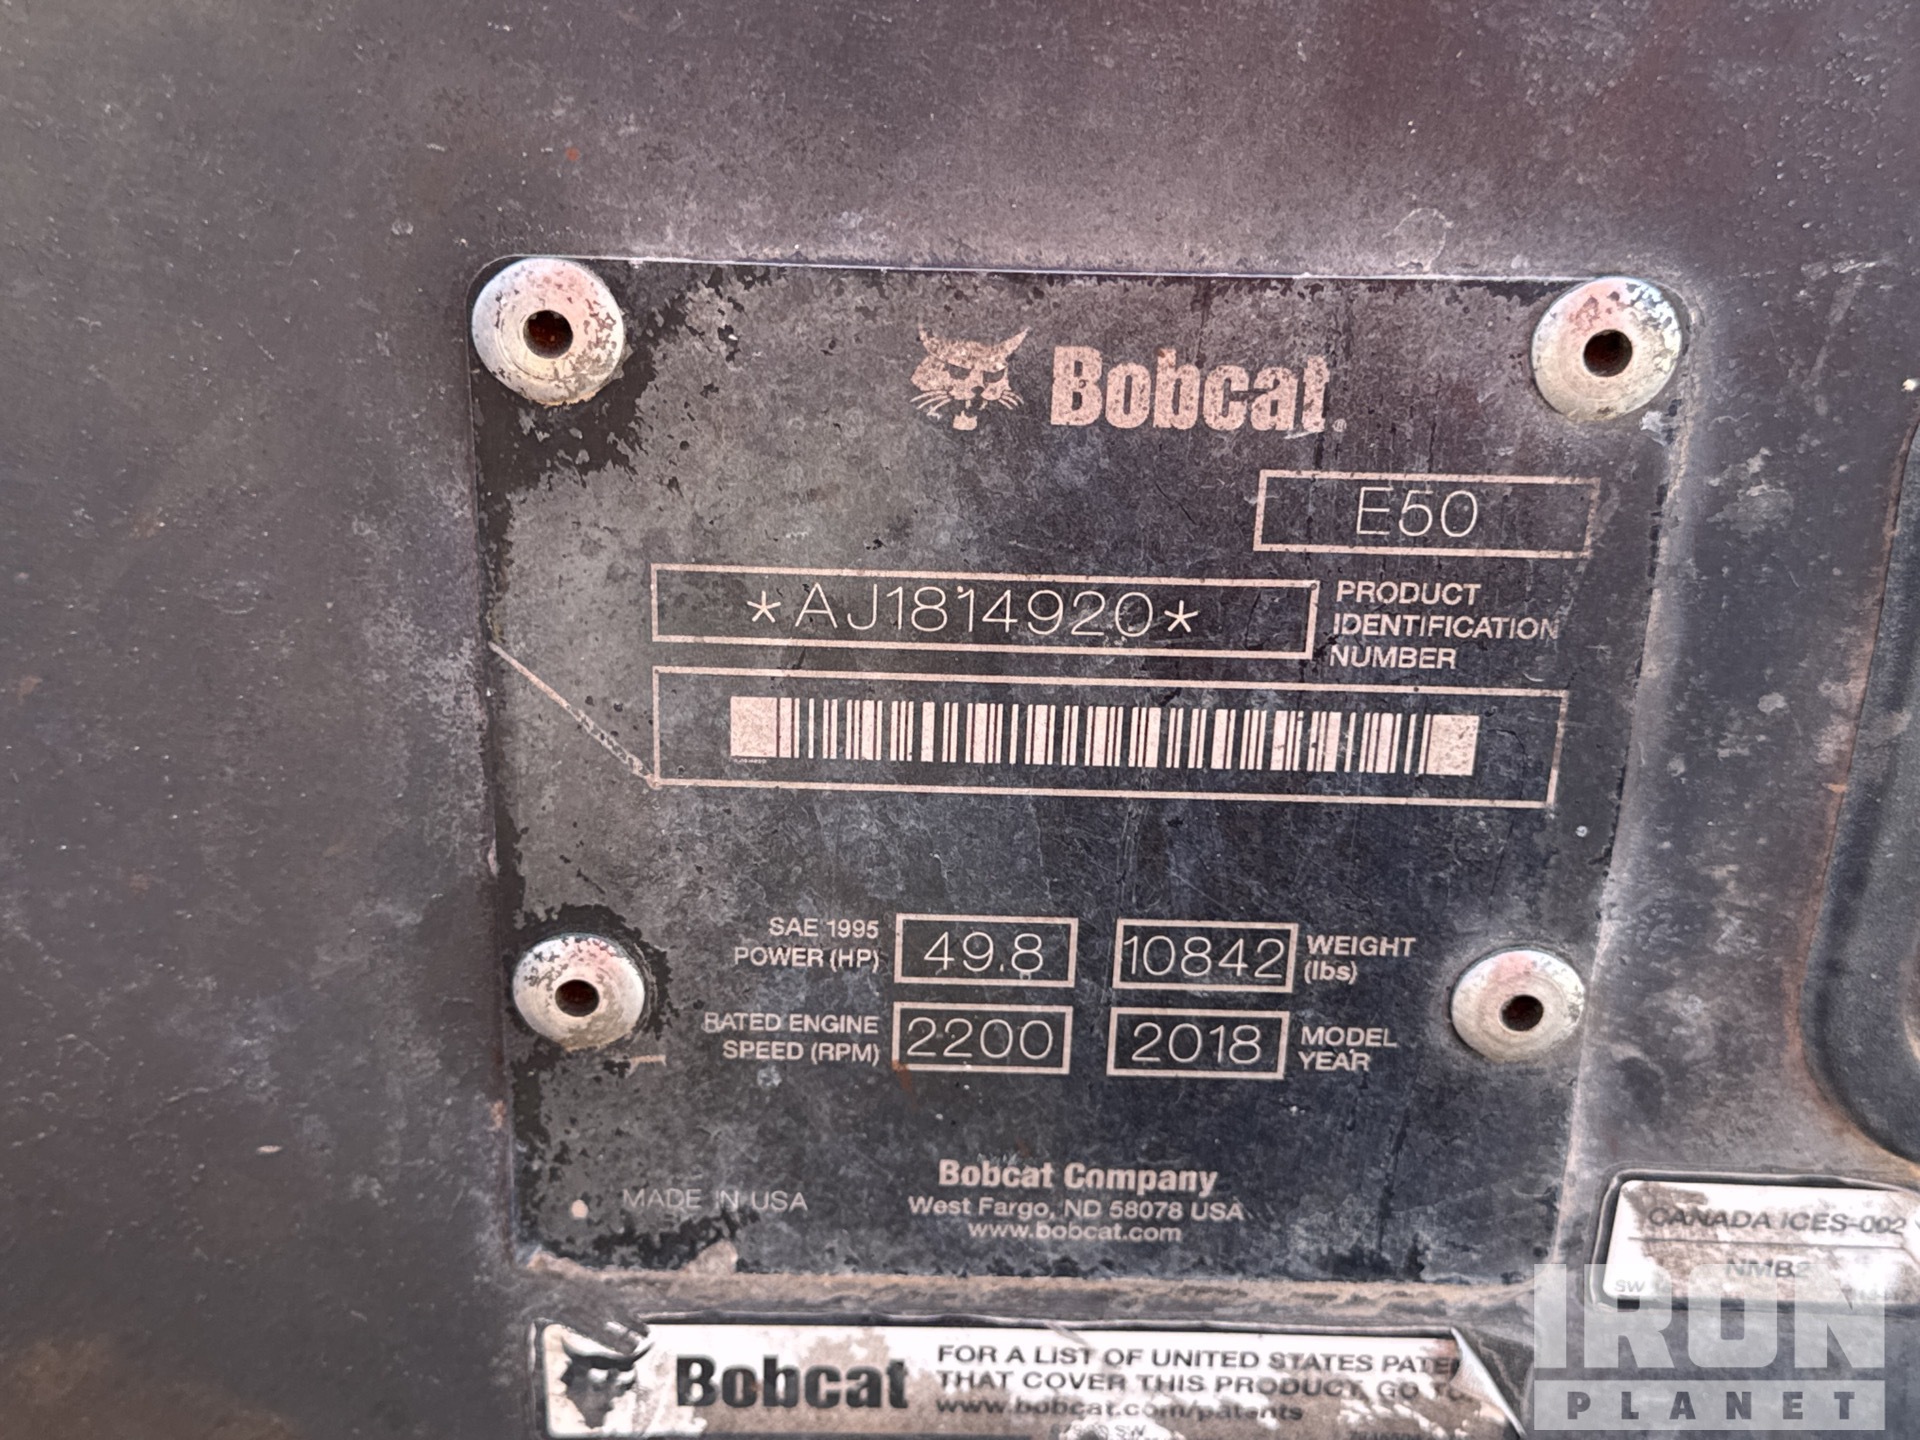 Bobcat®
E50
*AJ1814920*
PRODUCT
IDENTIFICATION
NUMBER
SAE 1995
POWER (HP)
49.8
10842
WEIGHT
(lbs)
RATED ENGINE
SPEED (RPM)
2200
2018
MODEL
YEAR
Bobcat Company
MADE IN USA
West Fargo, ND 58078 USA
www.bobcat.com
CANADA ICES-002
NMB2
SW
Bobcat
FOR A LIST OF UNITED STATES PATE
THAT COVER THIS PRODUCT, GO TO
www.bobcat.com/patents
IRON
PLANET